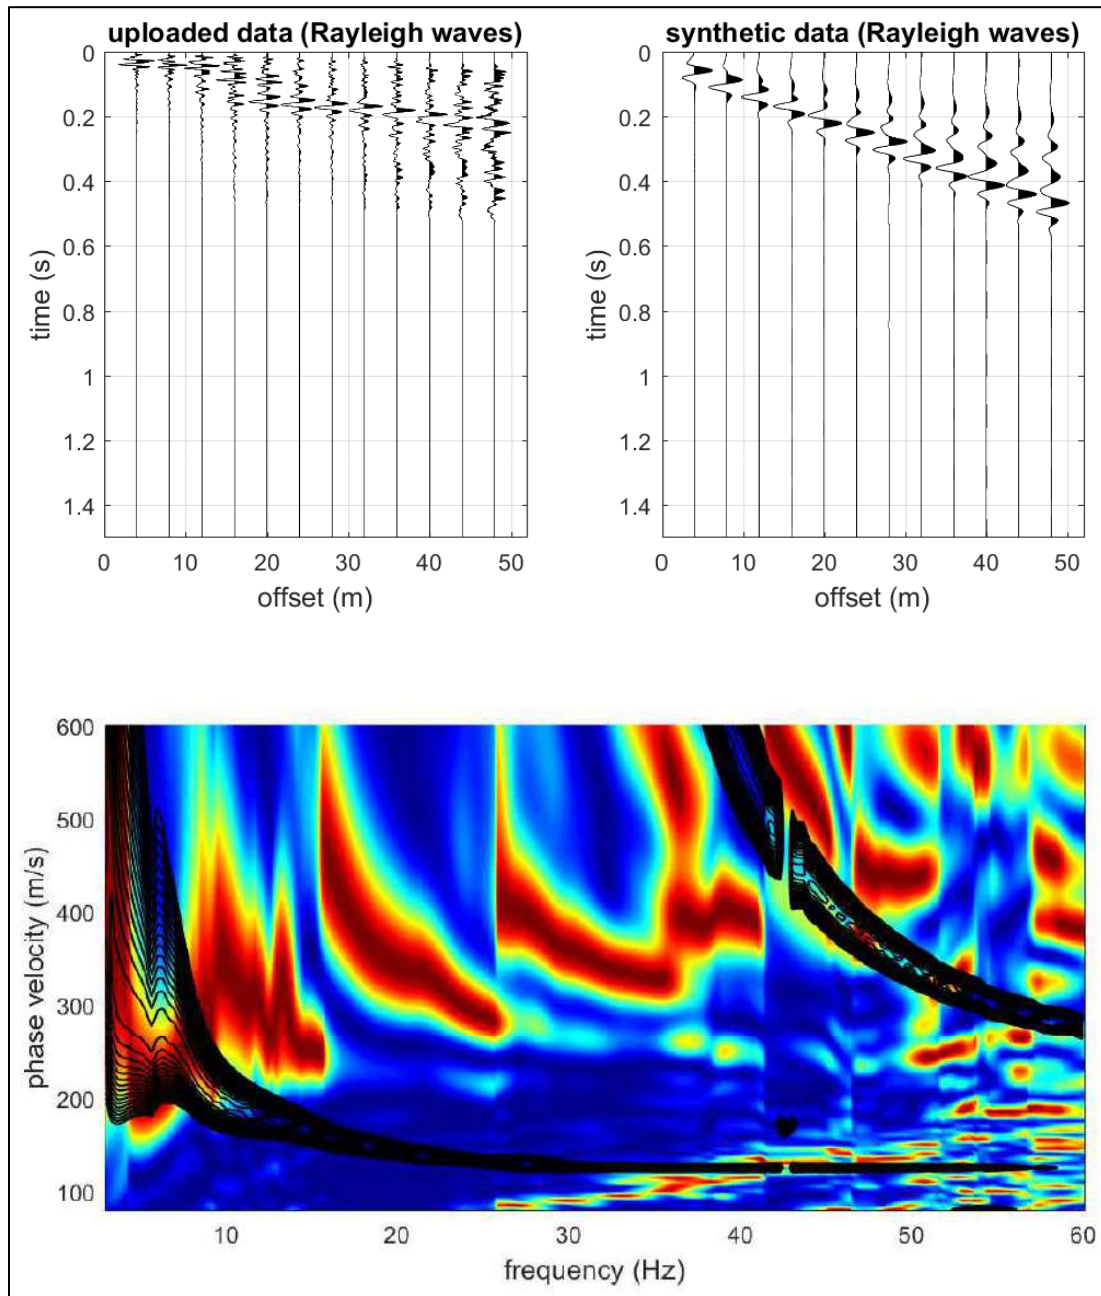 uploaded data (Rayleigh waves)
0
0.2
0.4
0.6
0.8
1
1.2
1.4
time (s)
0 10 20 30 40 50
offset (m)
synthetic data (Rayleigh waves)
0
0.2
0.4
0.6
0.8
1
1.2
1.4
time (s)
0 10 20 30 40 50
offset (m)
600
500
400
300
200
100
phase velocity (m/s)
10 20 30 40 50 60
frequency (Hz)